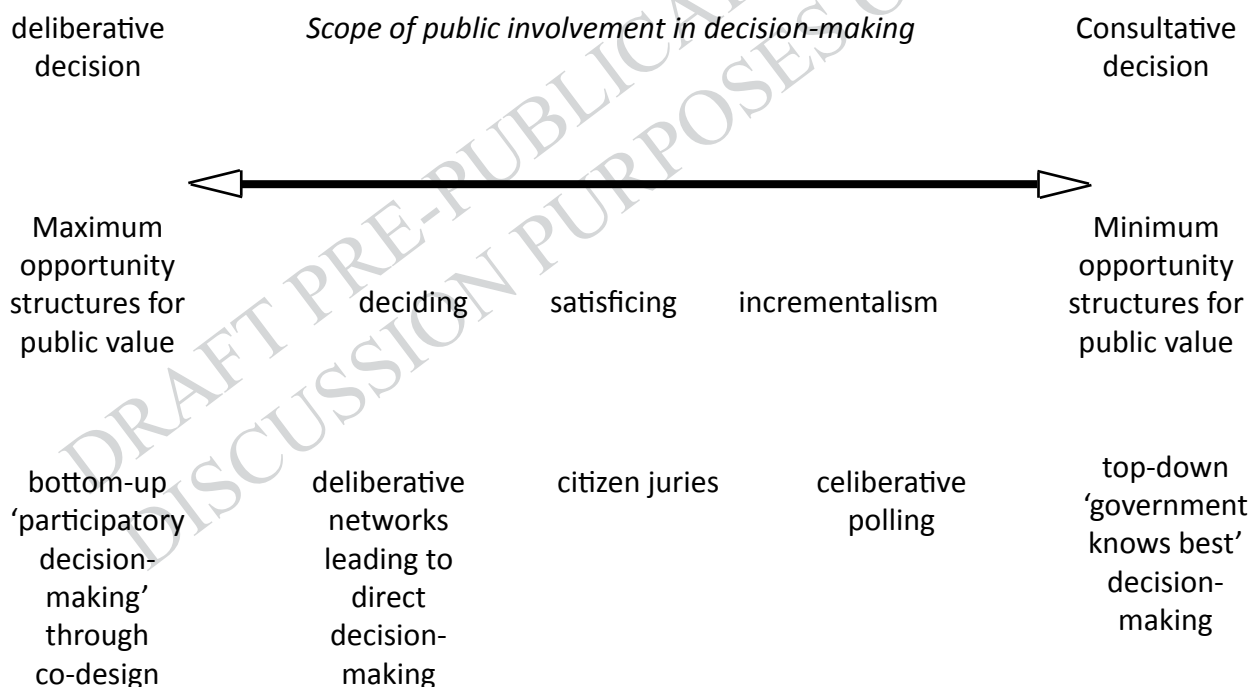 deliberative
decision
Scope of public involvement in decision-making
Consultative
decision
Maximum
opportunity
structures for
public value
deciding
satisficing
incrementalism
Minimum
opportunity
structures for
public value
bottom-up
‘participatory
decision-
making’
through
co-design
deliberative
networks
leading to
direct
decision-
making
citizen juries
celiberative
polling
top-down
‘government
knows best’
decision-
making
DRAFT PRE-PUBLICA
DISCUSSION PURPOSES O